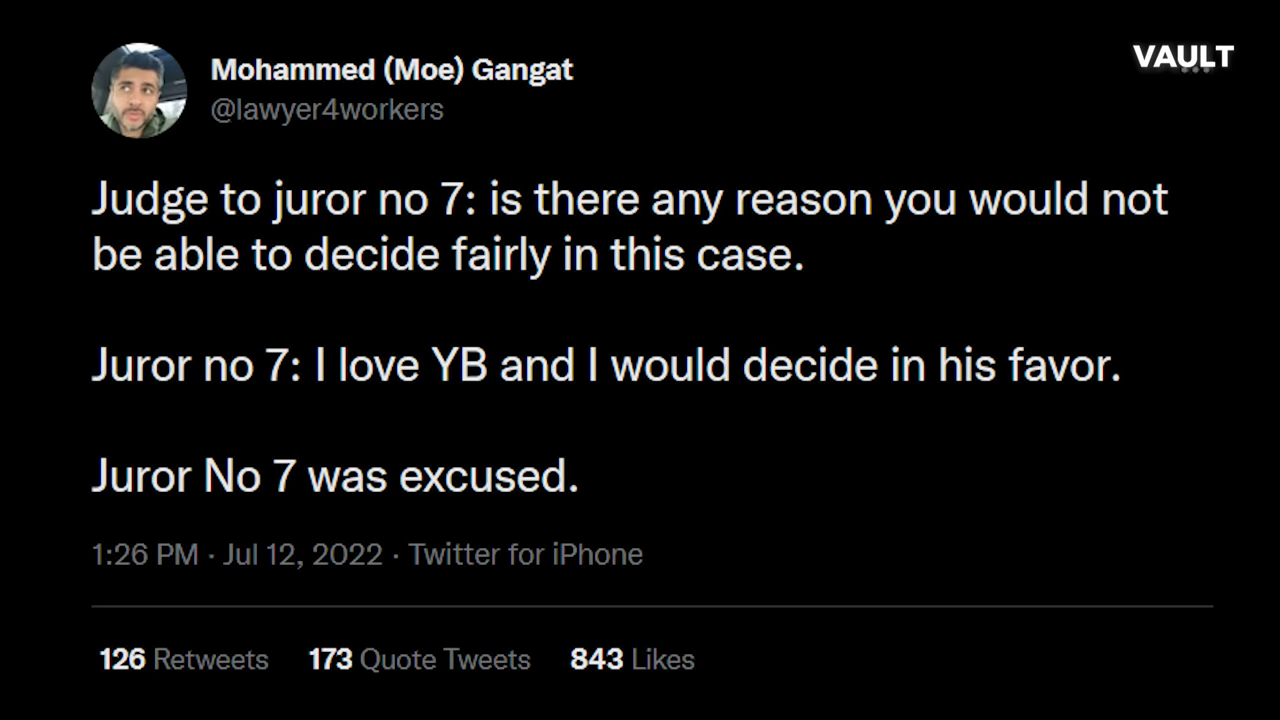 Mohammed (Moe) Gangat
VAULT
@lawyer4workers
Judge to juror no 7: is there any reason you would not
be able to decide fairly in this case.
Juror no 7: I love YB and I would decide in his favor.
Juror No 7 was excused.
1:26 PM · Jul 12, 2022 · Twitter for iPhone
126 Retweets 173 Quote Tweets 843 Likes